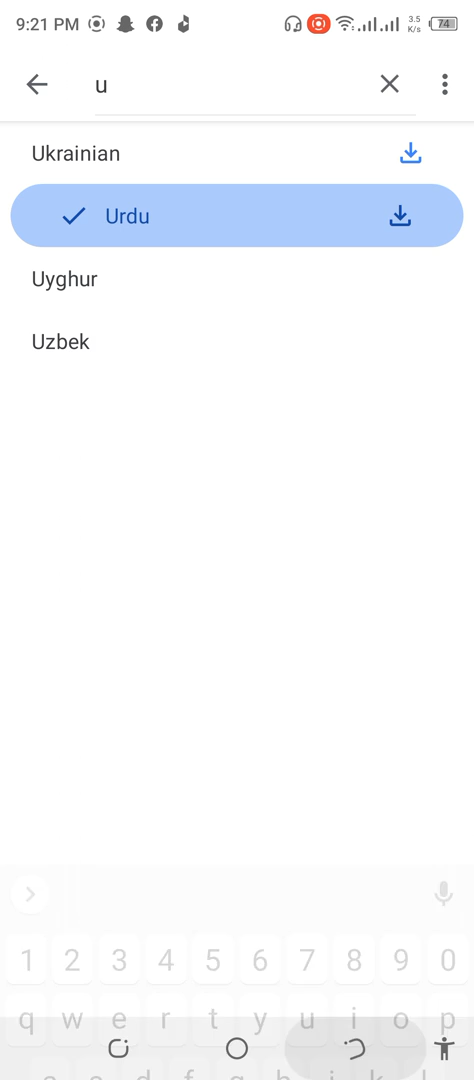 9:21 PM 3.5 K/s 74
u
Ukrainian
Urdu
Uyghur
Uzbek
1 2 3 4 5 6 7 8 9 0
q w e r t y u i o p
a s d f g h j k l